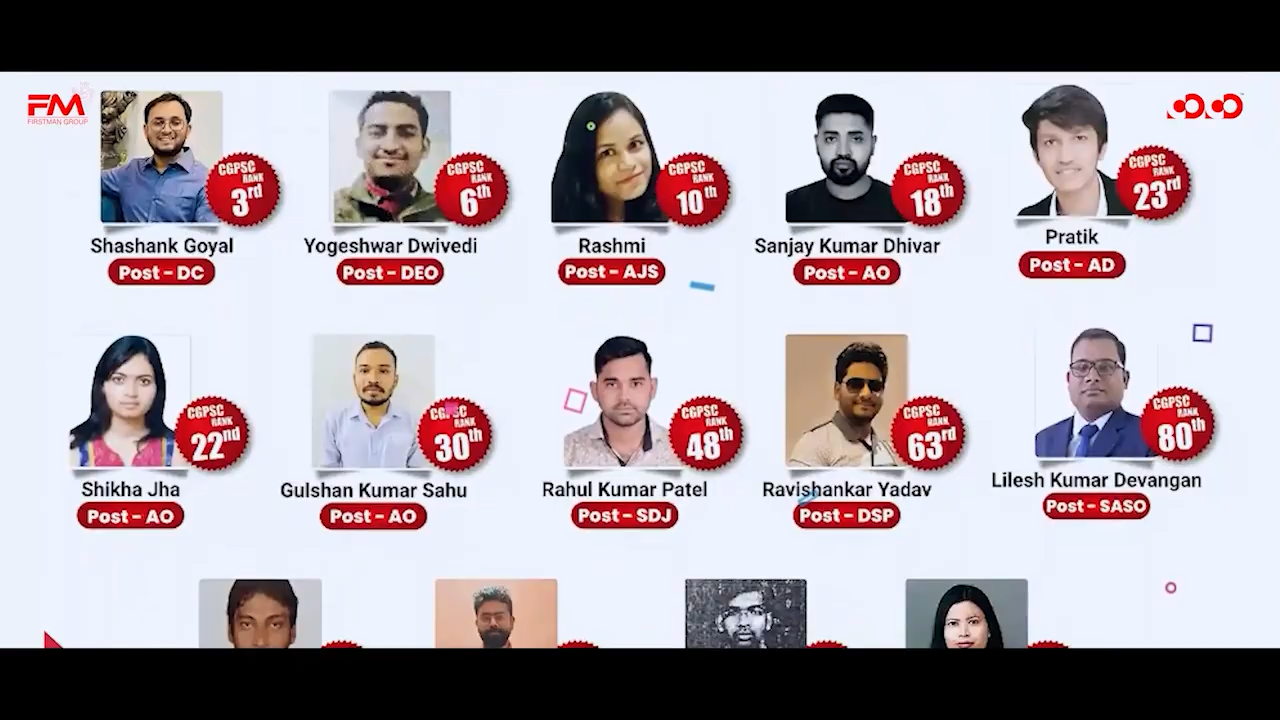 FM
FIRSTMAN GROUP
CGPSC
RANK
3rd
CGPSC
RANK
6th
CGPSC
RANK
10th
CGPSC
RANK
18th
CGPSC
RANK
23rd
Shashank Goyal
Yogeshwar Dwivedi
Rashmi
Sanjay Kumar Dhivar
Pratik
Post - DC
Post - DEO
Post - AJS
Post - AO
Post - AD
CGPSC
RANK
22nd
CGPSC
RANK
30th
CGPSC
RANK
48th
CGPSC
RANK
63rd
CGPSC
RANK
80th
Shikha Jha
Gulshan Kumar Sahu
Rahul Kumar Patel
Ravishankar Yadav
Lilesh Kumar Devangan
Post - AO
Post - AO
Post - SDJ
Post - DSP
Post - SASO